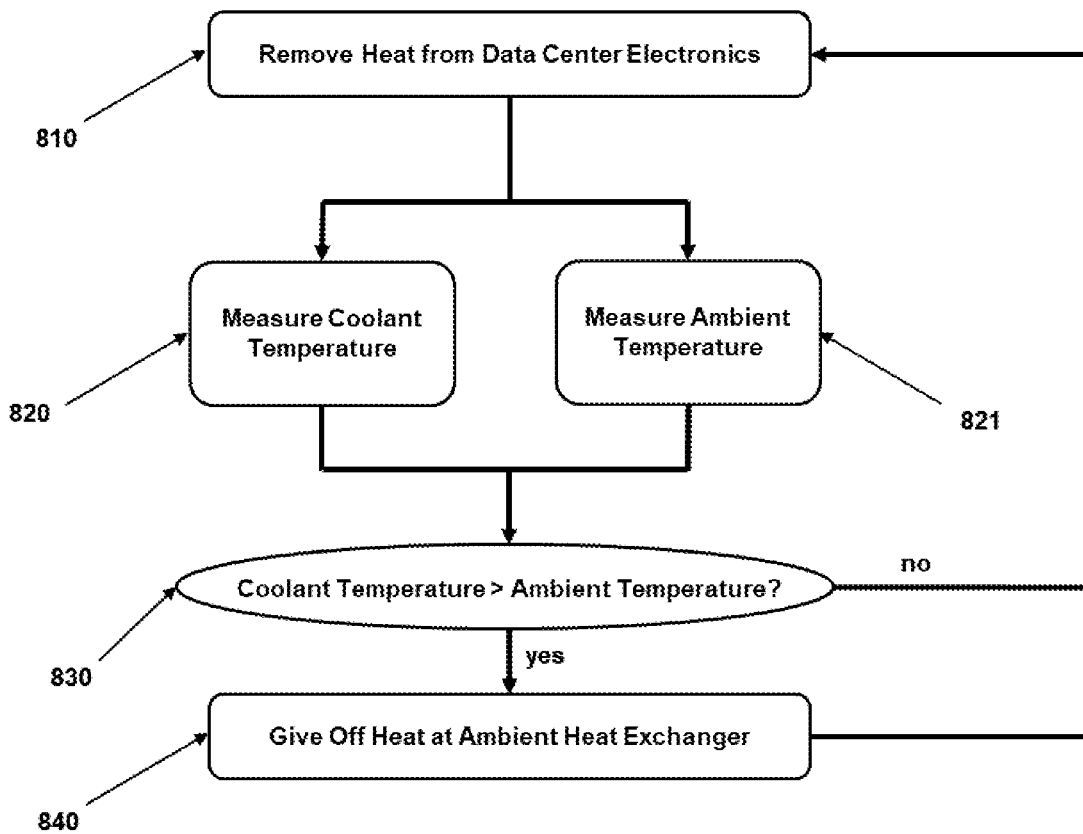 Remove Heat from Data Center Electronics
810
Measure Coolant
Temperature
Measure Ambient
Temperature
820
821
Coolant Temperature > Ambient Temperature?
no
830
yes
Give Off Heat at Ambient Heat Exchanger
840